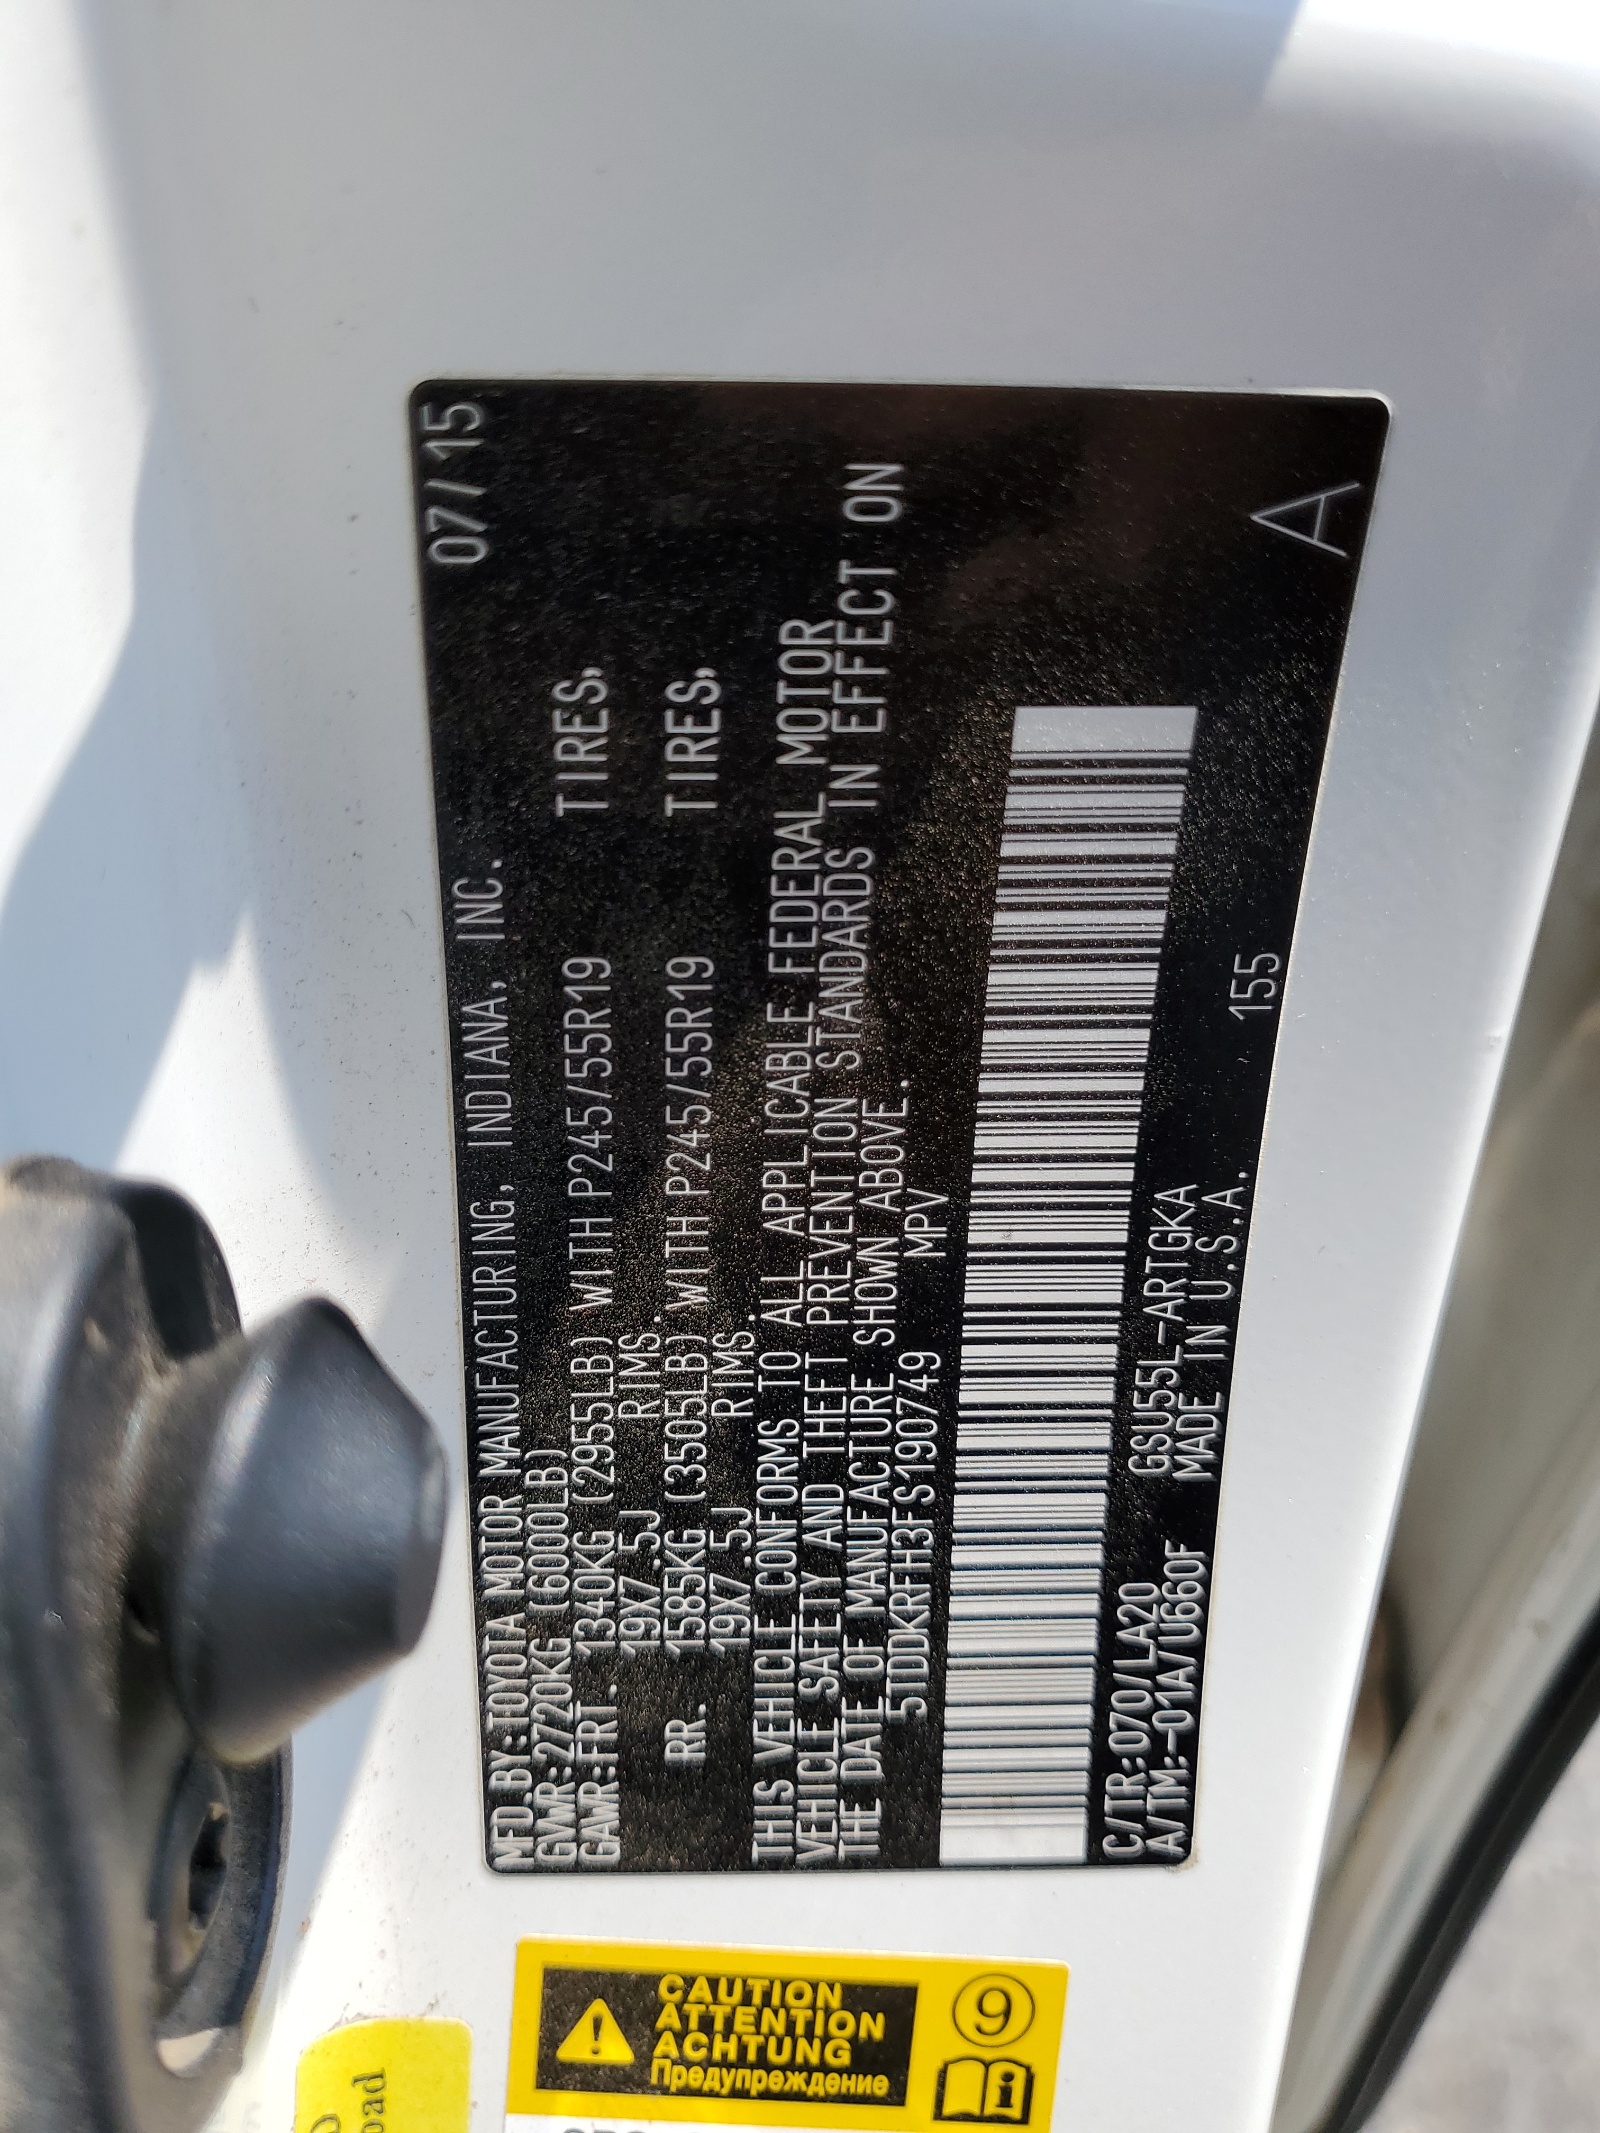 07/15
MFD.BY:TOYOTA MOTOR MANUFACTURING, INDIANA, INC.
GVWR:2720KG (6000LB)
GAWR:FRT. 1340KG (2955LB) WITH P245/55R19 TIRES,
19X7.5J RIMS.
RR. 1585KG (3505LB) WITH P245/55R19 TIRES,
19X7.5J RIMS.
THIS VEHICLE CONFORMS TO ALL APPLICABLE FEDERAL MOTOR
VEHICLE SAFETY AND THEFT PREVENTION STANDARDS IN EFFECT ON
THE DATE OF MANUFACTURE SHOWN ABOVE.
5TDDKRFH3FS190749 MPV
C/TR:070/LA20 GSU55L-ARTGKA
A/TM:-01A/U660F MADE IN U.S.A. 155 A
CAUTION
ATTENTION
ACHTUNG
Предупреждение
9
i
oad